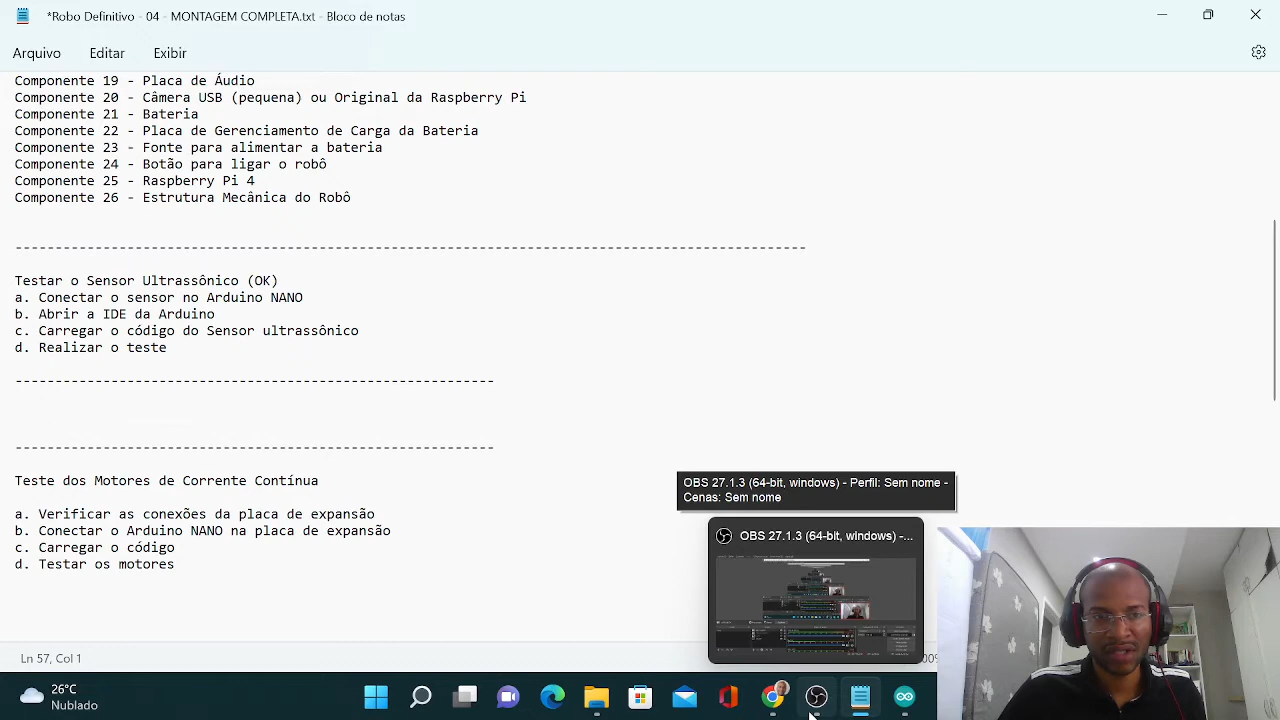 *Robo Definitivo - 04 - MONTAGEM COMPLETA.txt - Bloco de notas
Arquivo Editar Exibir
Componente 19 - Placa de Áudio
Componente 20 - Câmera USB (pequena) ou Original da Raspberry Pi
Componente 21 - Bateria
Componente 22 - Placa de Gerenciamento de Carga da Bateria
Componente 23 - Fonte para alimentar a bateria
Componente 24 - Botão para ligar o robô
Componente 25 - Raspberry Pi 4
Componente 26 - Estrutura Mecânica do Robô
---------------------------------------------------------------------------------------------------
Testar o Sensor Ultrassônico (OK)
a. Conectar o sensor no Arduino NANO
b. Abrir a IDE da Arduino
c. Carregar o código do Sensor ultrassônico
d. Realizar o teste
------------------------------------------------------------
------------------------------------------------------------
Teste dos Motores de Corrente Contínua
a. Verificar as conexões da placa de expansão
b. Conectar o Arduino NANO na placa de expansão
c. Carregar o código
d. Testar os motores
OBS 27.1.3 (64-bit, windows) - Perfil: Sem nome -
Cenas: Sem nome
OBS 27.1.3 (64-bit, windows) -...
Ln 57, Col 1
28°C
Nublado